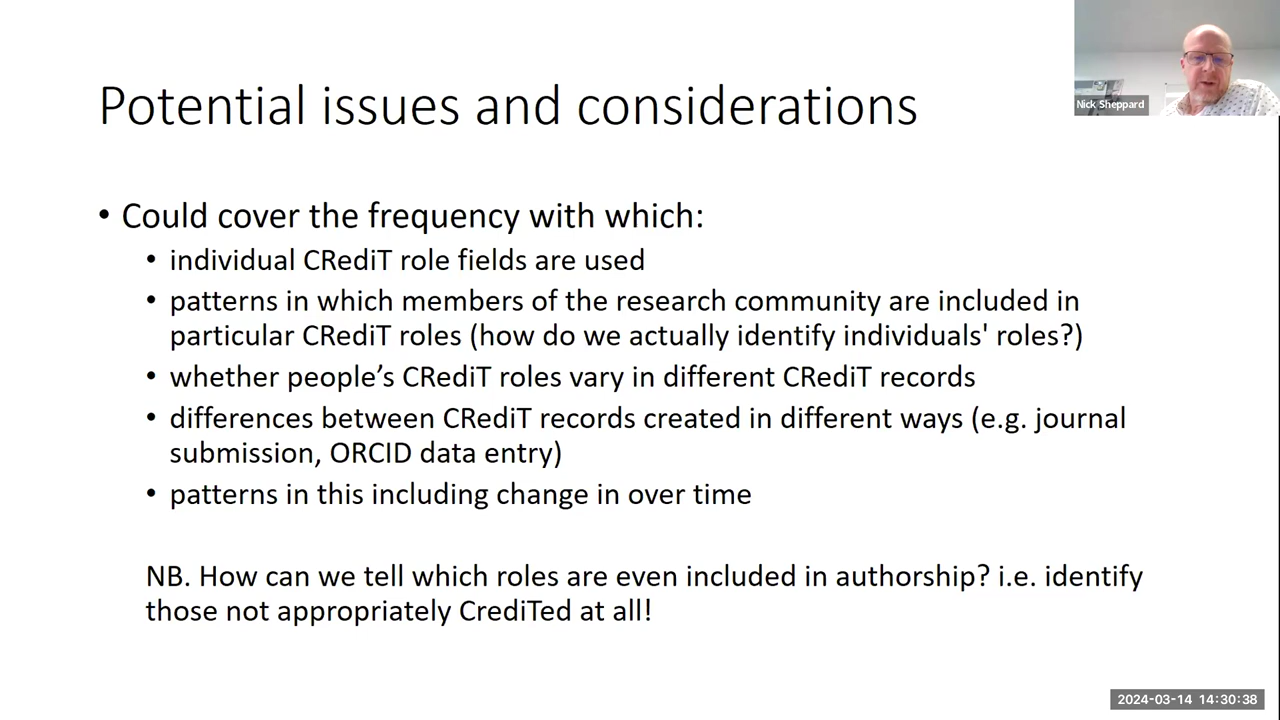 Nick Sheppard
Potential issues and considerations
• Could cover the frequency with which:
• individual CRediT role fields are used
• patterns in which members of the research community are included in
particular CRediT roles (how do we actually identify individuals' roles?)
• whether people’s CRediT roles vary in different CRediT records
• differences between CRediT records created in different ways (e.g. journal
submission, ORCID data entry)
• patterns in this including change in over time
NB. How can we tell which roles are even included in authorship? i.e. identify
those not appropriately CrediTed at all!
2024-03-14 14:30:38